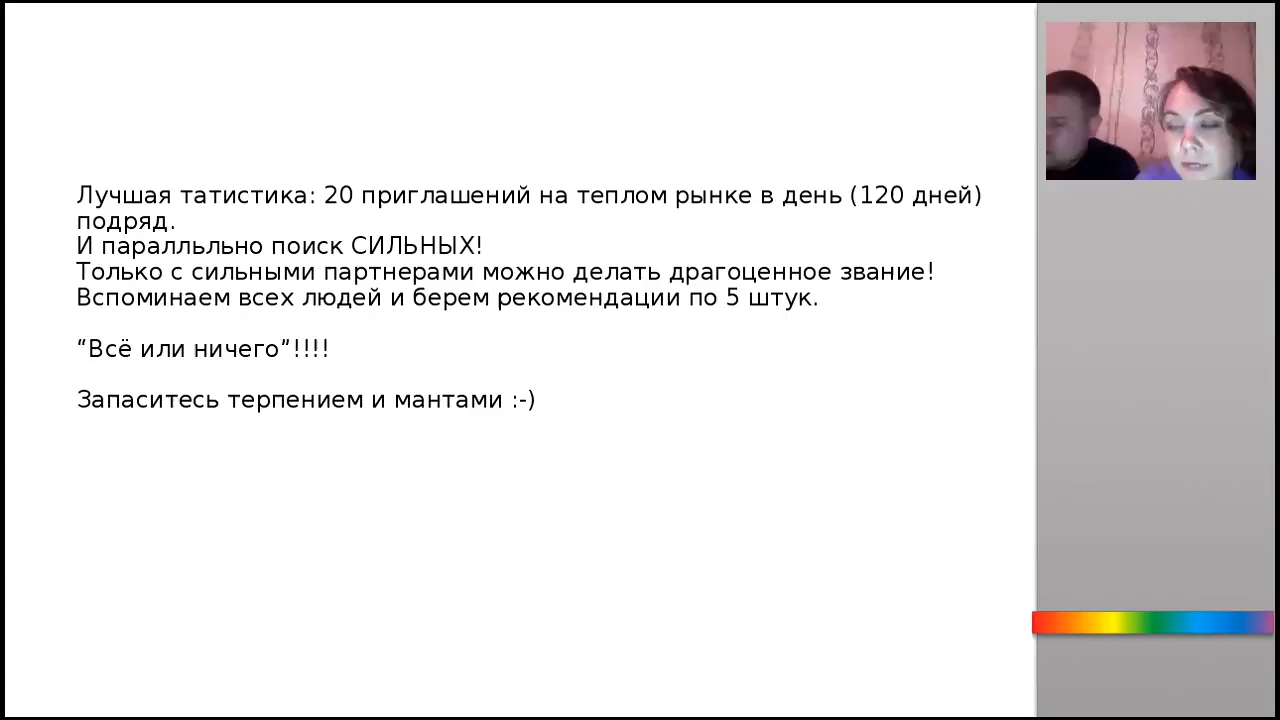 Лучшая татистика: 20 приглашений на теплом рынке в день (120 дней)
подряд.
И паралльльно поиск СИЛЬНЫХ!
Только с сильными партнерами можно делать драгоценное звание!
Вспоминаем всех людей и берем рекомендации по 5 штук.
“Всё или ничего”!!!!
Запаситесь терпением и мантами :-)